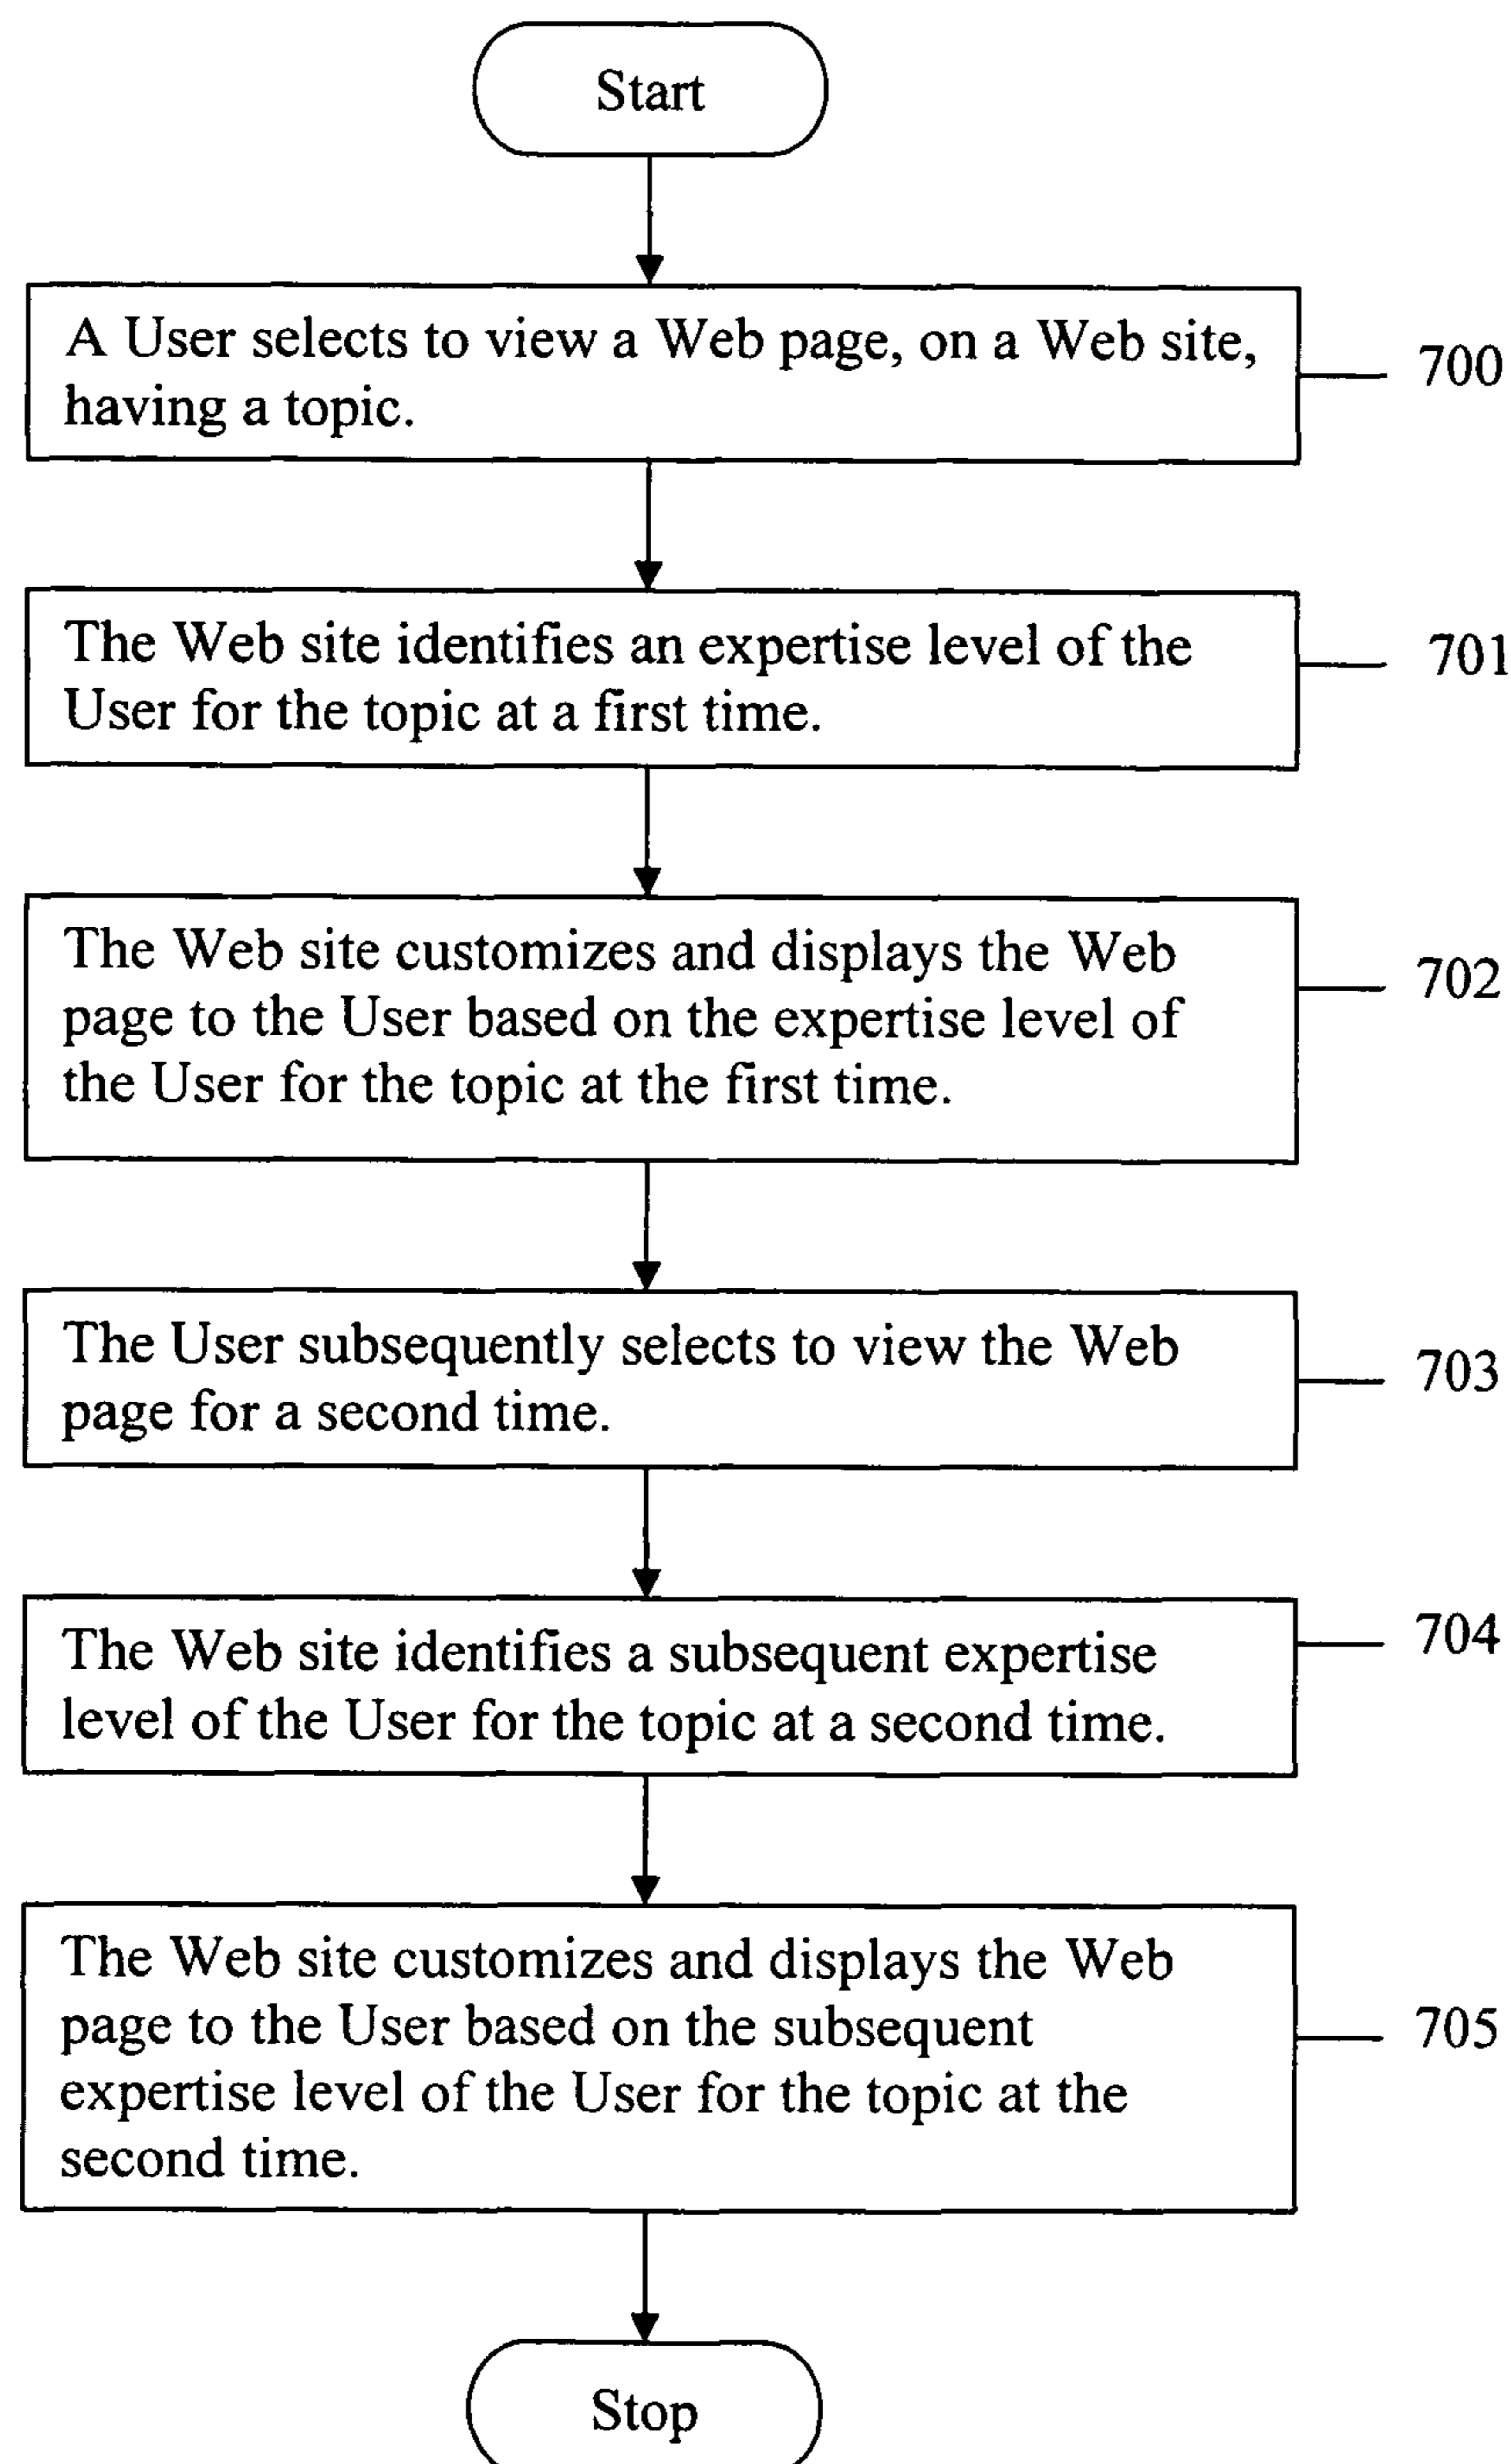 Start
A User selects to view a Web page, on a Web site,
having a topic.
700
The Web site identifies an expertise level of the
User for the topic at a first time.
701
The Web site customizes and displays the Web
page to the User based on the expertise level of
the User for the topic at the first time.
702
The User subsequently selects to view the Web
page for a second time.
703
The Web site identifies a subsequent expertise
level of the User for the topic at a second time.
704
The Web site customizes and displays the Web
page to the User based on the subsequent
expertise level of the User for the topic at the
second time.
705
Stop